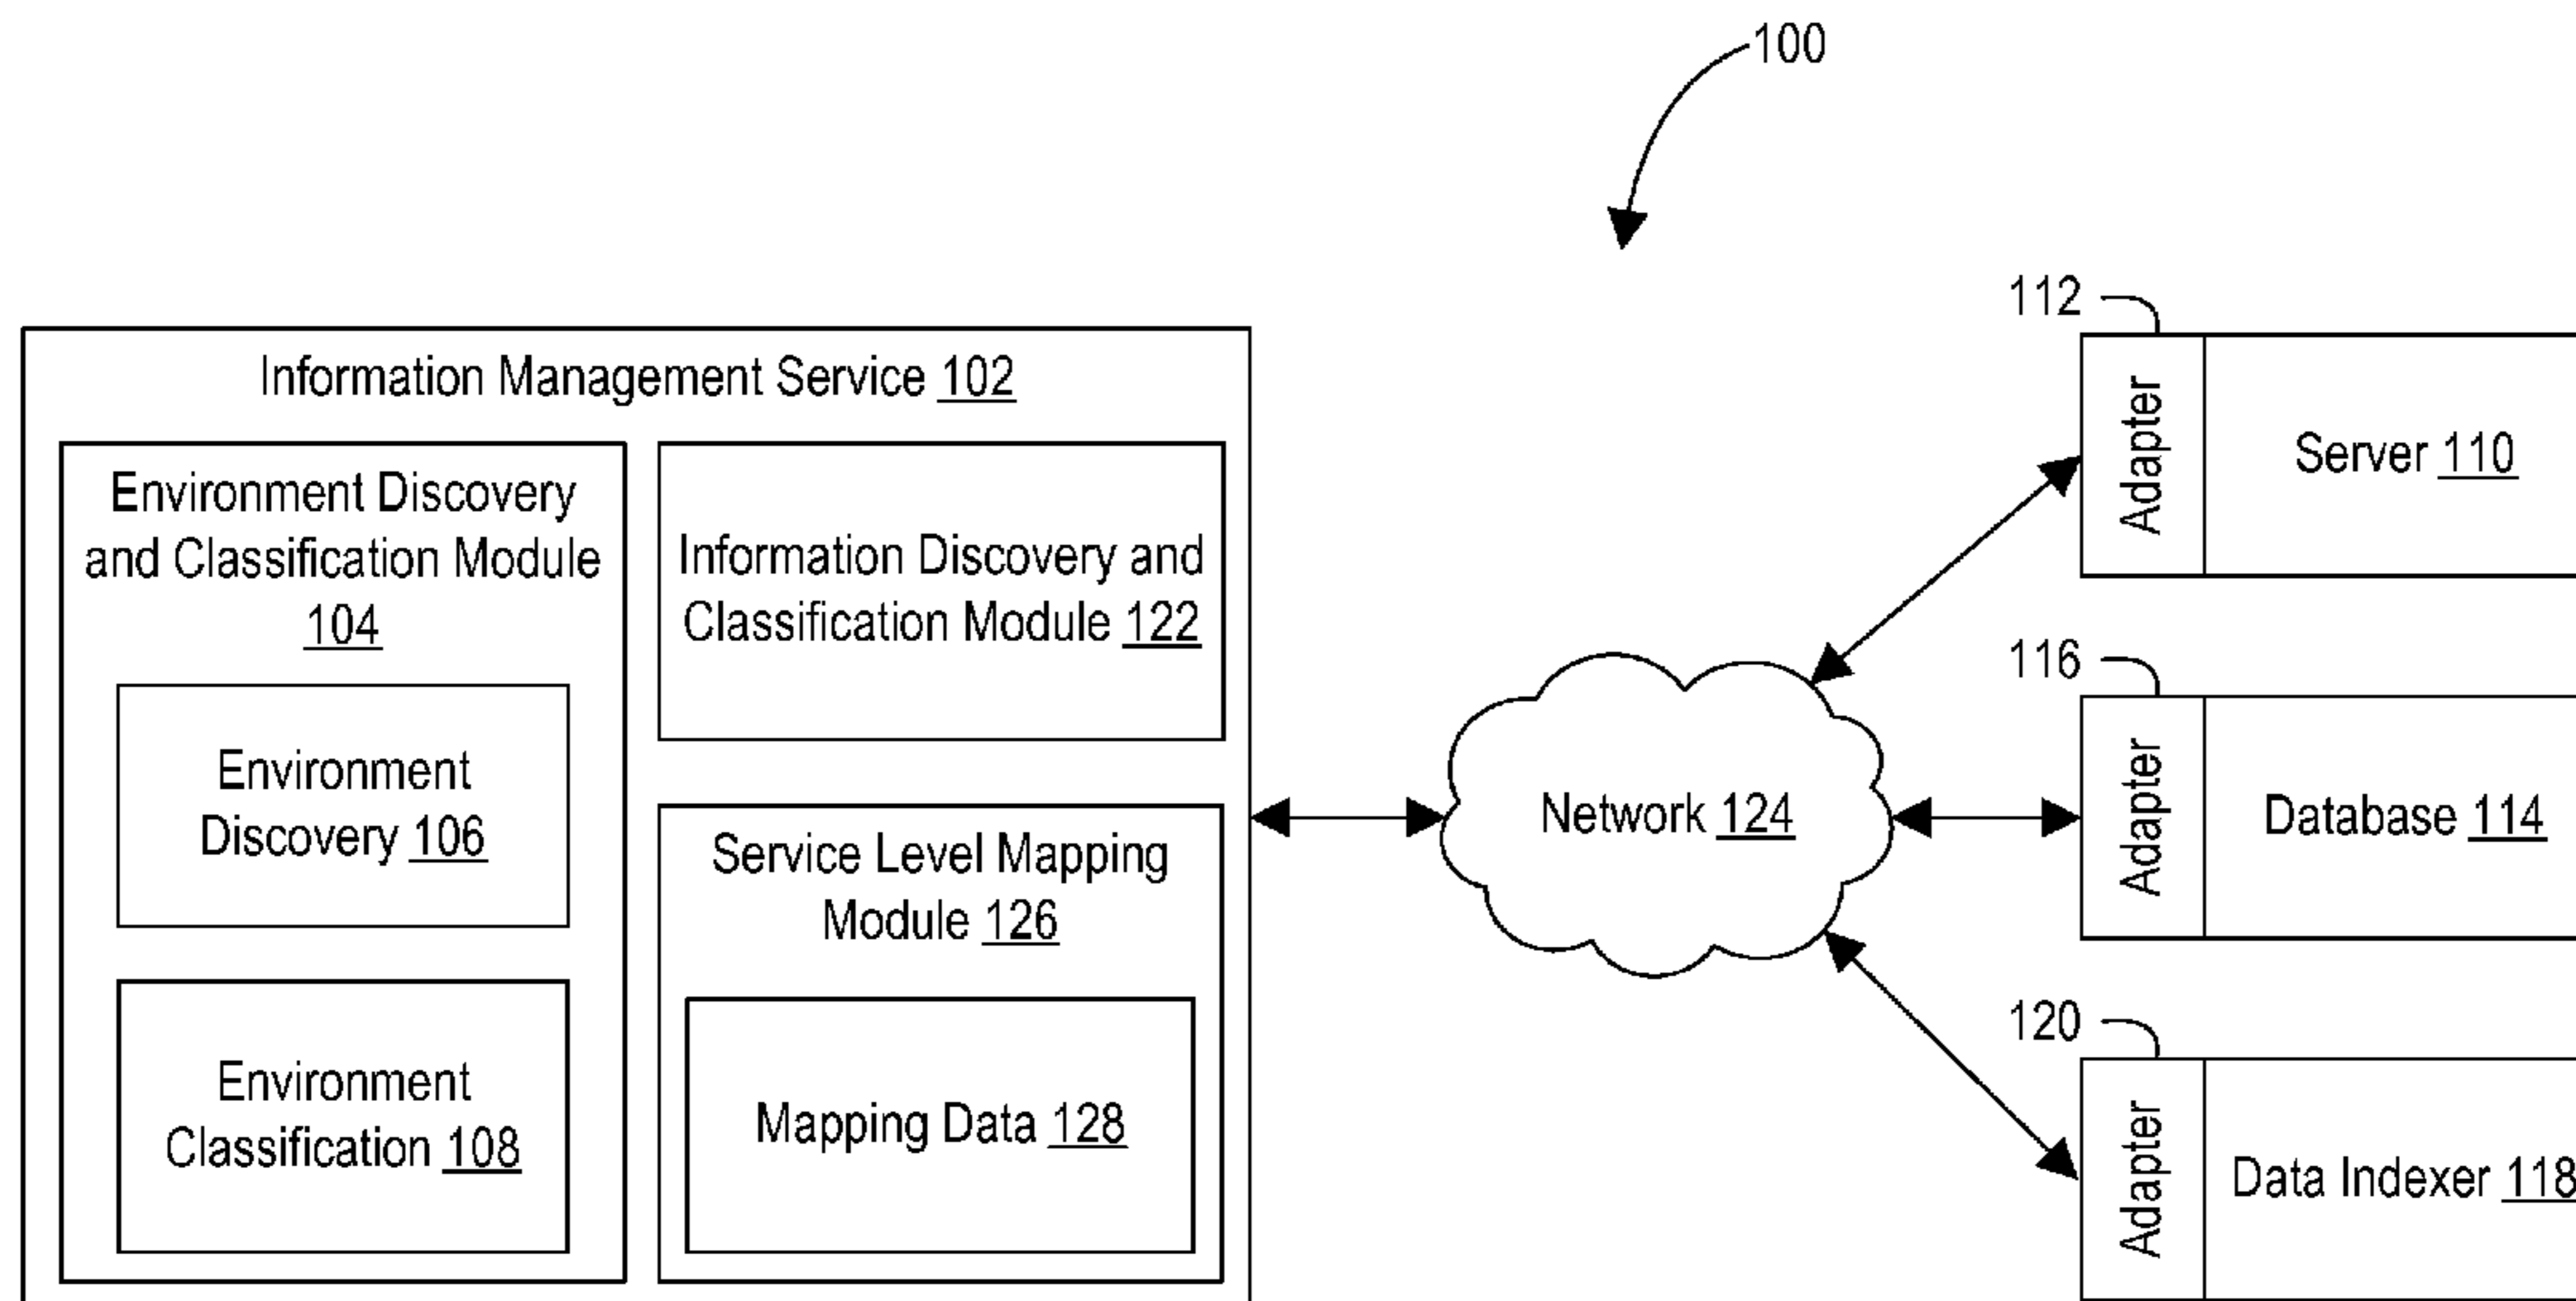 100
Information Management Service 102
Environment Discovery
and Classification Module
104
Environment
Discovery 106
Environment
Classification 108
Information Discovery and
Classification Module 122
Service Level Mapping
Module 126
Mapping Data 128
Network 124
112
Adapter
Server 110
116
Adapter
Database 114
120
Adapter
Data Indexer 118